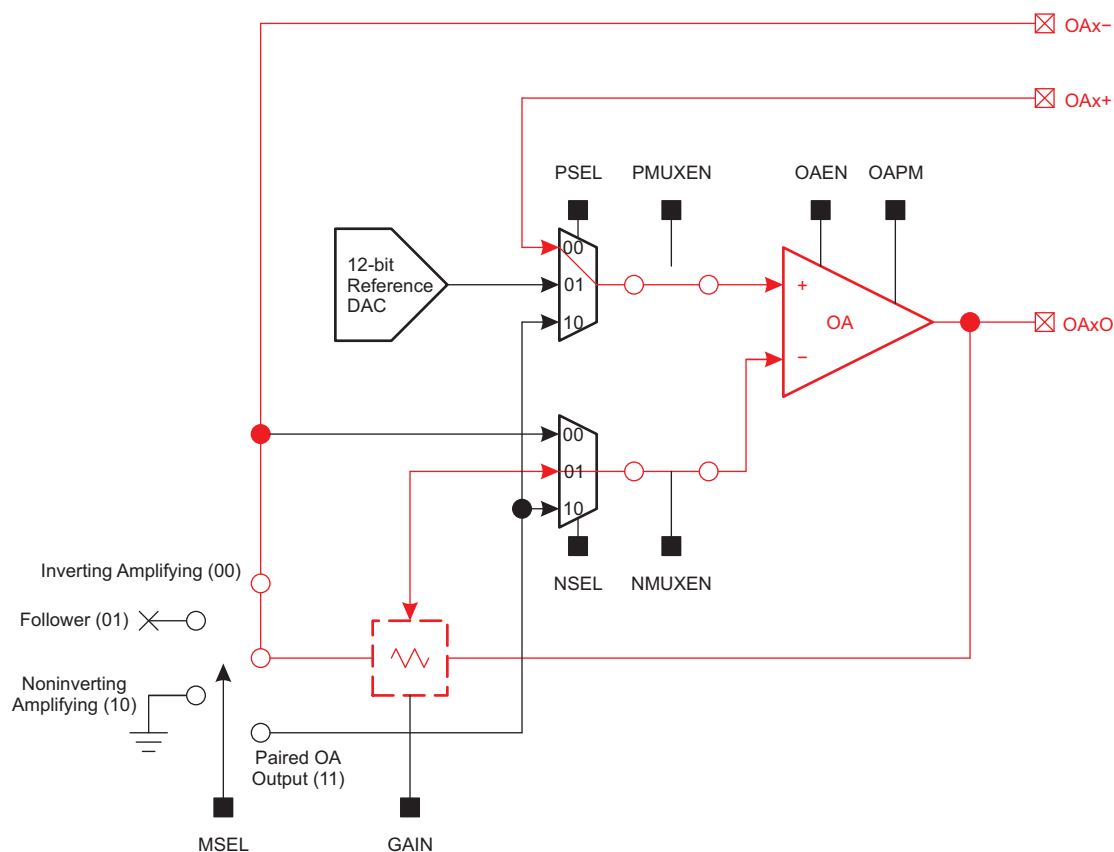 OAx−
OAx+
PSEL
PMUXEN
OAEN
OAPM
00
12-bit
Reference
DAC
01
+
10
OA
OAxO
−
00
01
10
Inverting Amplifying (00)
NSEL
NMUXEN
Follower (01)
Noninverting
Amplifying (10)
Paired OA
Output (11)
MSEL
GAIN